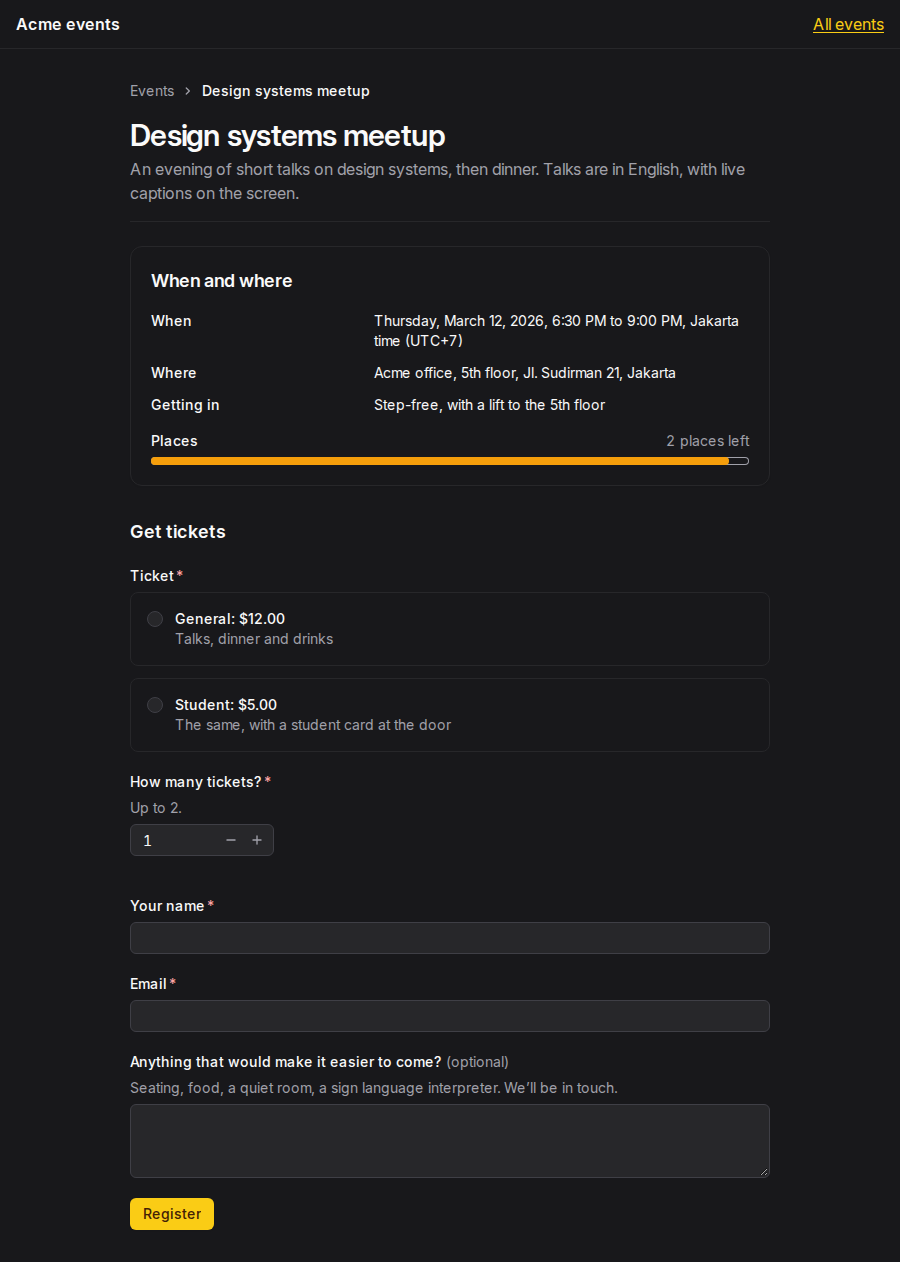 Acme events
All events
Events
Design systems meetup
Design systems meetup
An evening of short talks on design systems, then dinner. Talks are in English, with live
captions on the screen.
When and where
When
Thursday, March 12, 2026, 6:30 PM to 9:00 PM, Jakarta
time (UTC+7)
Where
Acme office, 5th floor, Jl. Sudirman 21, Jakarta
Getting in
Step-free, with a lift to the 5th floor
Places
2 places left
Get tickets
Ticket*
General: $12.00
Talks, dinner and drinks
Student: $5.00
The same, with a student card at the door
How many tickets?*
Up to 2.
1
Your name*
Email*
Anything that would make it easier to come? (optional)
Seating, food, a quiet room, a sign language interpreter. We’ll be in touch.
Register